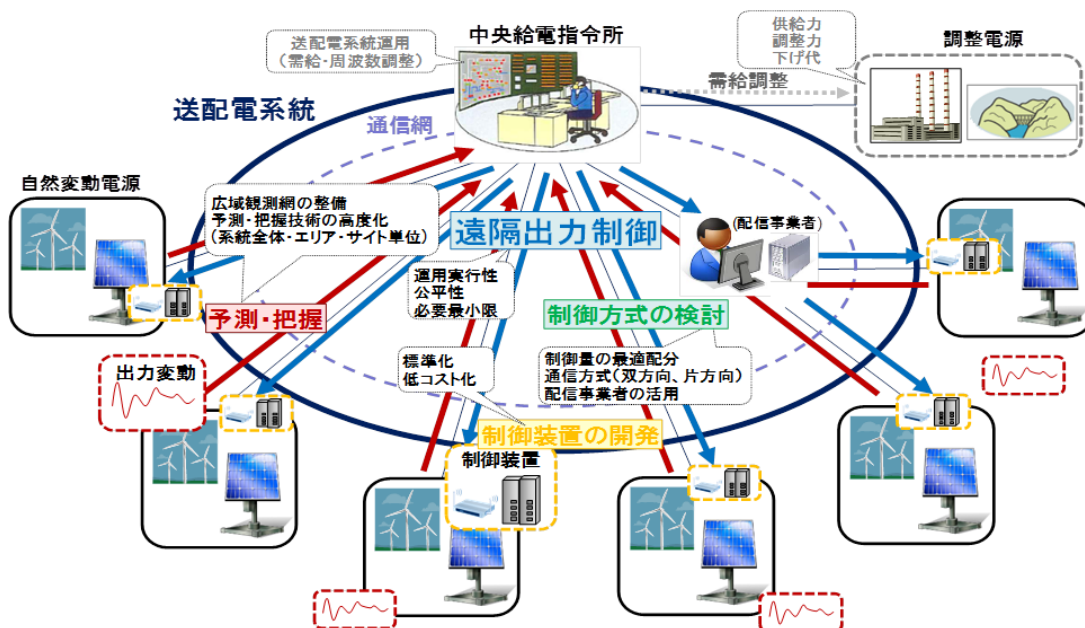 中央給電指令所
送配電系統運用
(需給・周波数調整)
供給力
調整力
下げ代
調整電源
需給調整
送配電系統
通信網
自然変動電源
広域観測網の整備
予測・把握技術の高度化
(系統全体・エリア・サイト単位)
遠隔出力制御
(配信事業者)
運用実行性
公平性
必要最小限
予測・把握
制御方式の検討
標準化
低コスト化
制御量の最適配分
通信方式(双方向、片方向)
配信事業者の活用
出力変動
制御装置の開発
制御装置